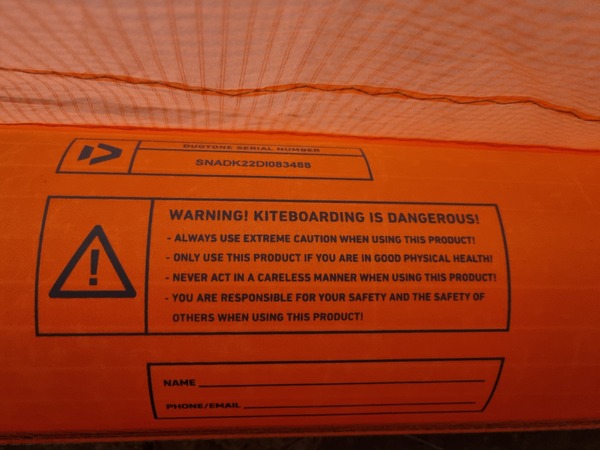 DUOTONE SERIAL NUMBER
SNADK22DI083488
WARNING! KITEBOARDING IS DANGEROUS!
- ALWAYS USE EXTREME CAUTION WHEN USING THIS PRODUCT!
- ONLY USE THIS PRODUCT IF YOU ARE IN GOOD PHYSICAL HEALTH!
- NEVER ACT IN A CARELESS MANNER WHEN USING THIS PRODUCT!
- YOU ARE RESPONSIBLE FOR YOUR SAFETY AND THE SAFETY OF
OTHERS WHEN USING THIS PRODUCT!
NAME
PHONE/EMAIL